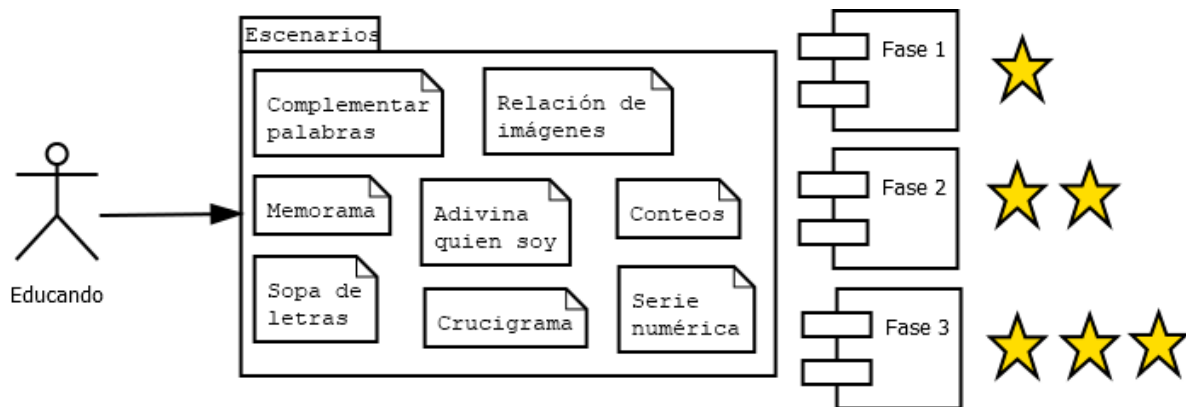 Escenarios
Complementar
palabras
Relación de
imágenes
Memorama
Adivina
quien soy
Conteos
Sopa de
letras
Crucigrama
Serie
numérica
Educando
Fase 1
Fase 2
Fase 3